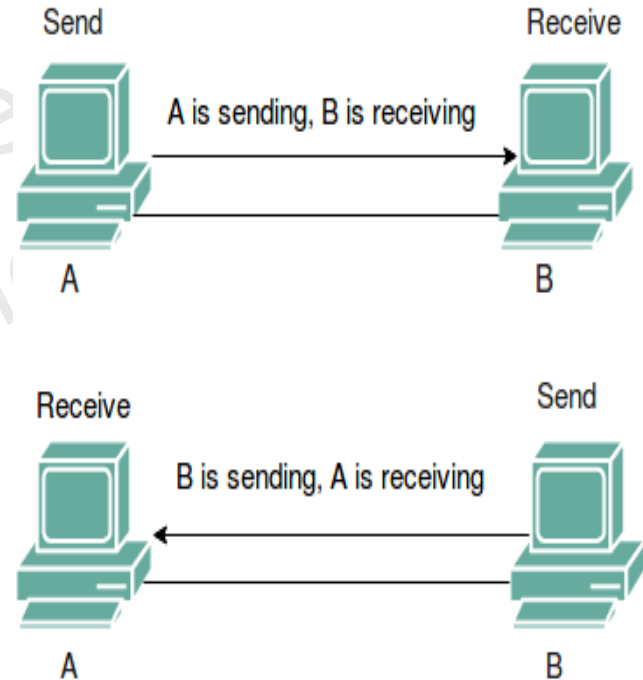 Send
Receive
A is sending, B is receiving
A
B
Receive
Send
B is sending, A is receiving
A
B